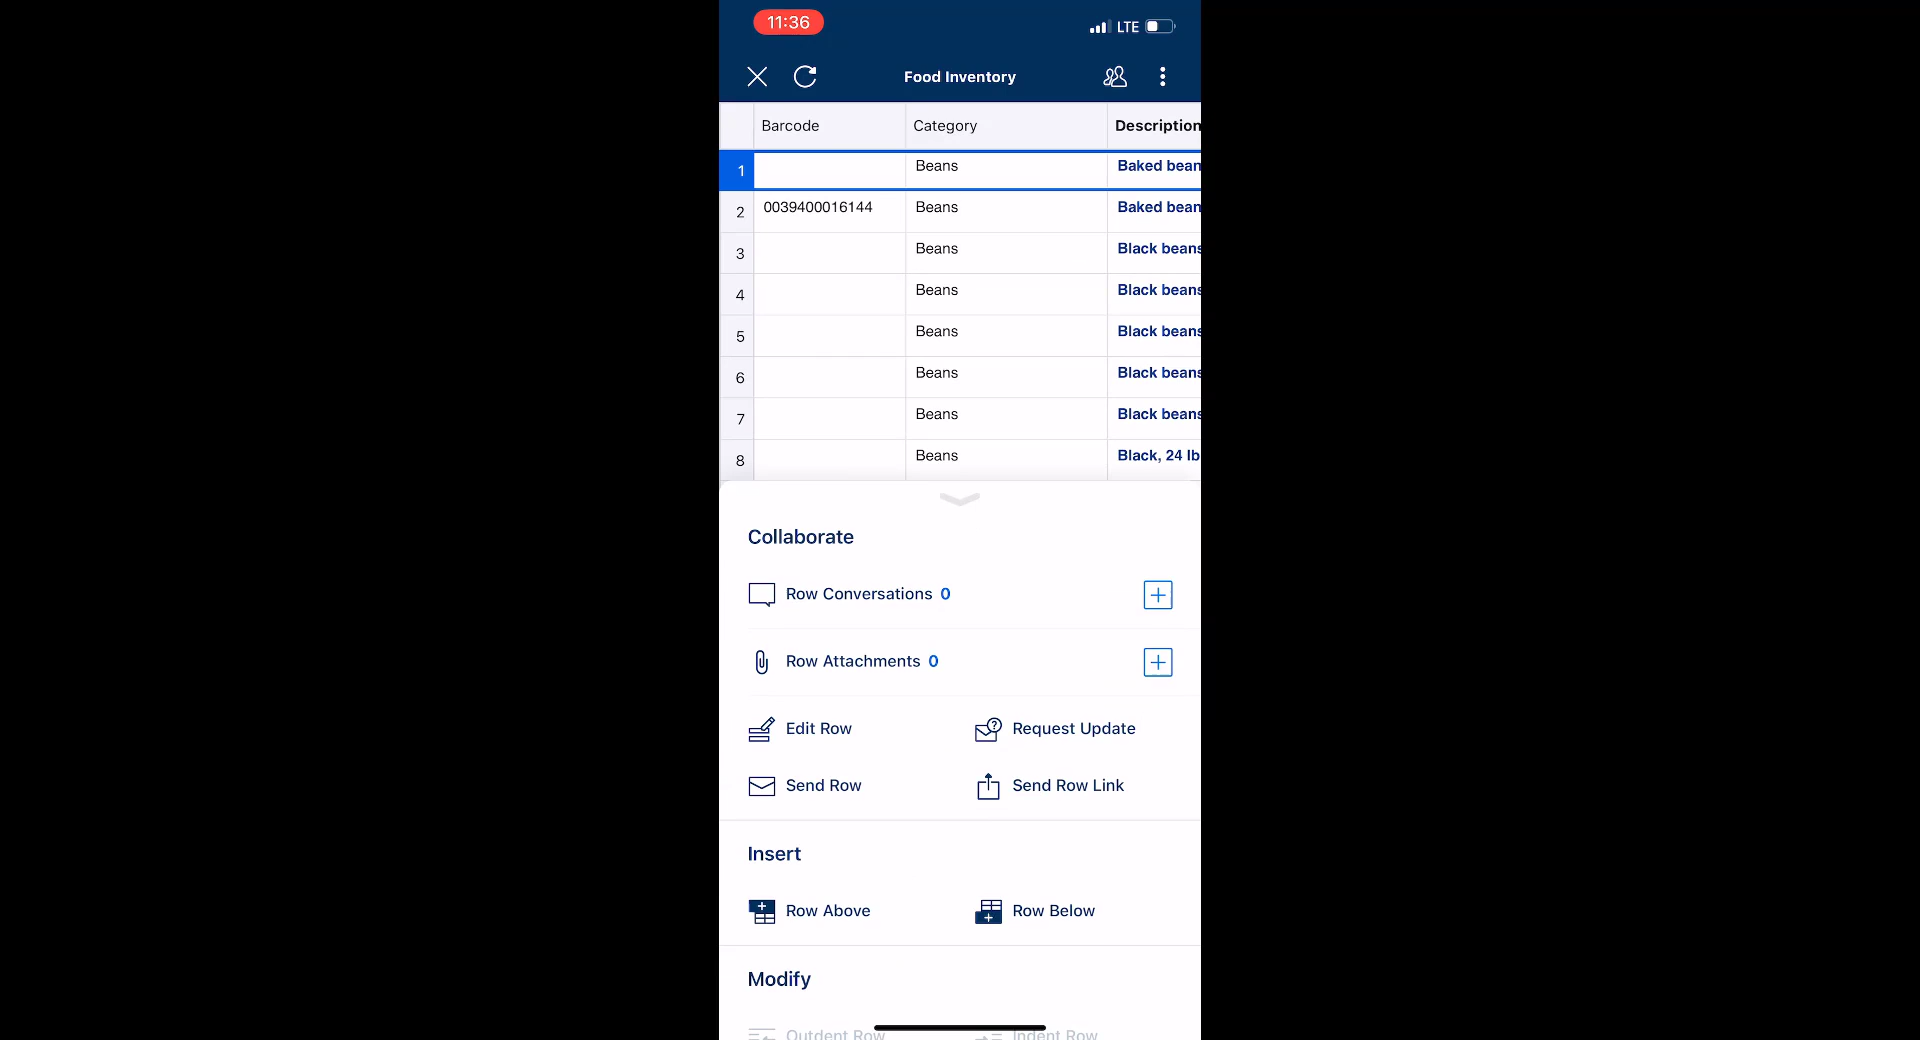 11:36
LTE
Food Inventory
Barcode Category Description
1 Beans Baked bean
2 0039400016144 Beans Baked bean
3 Beans Black beans
4 Beans Black beans
5 Beans Black beans
6 Beans Black beans
7 Beans Black beans
8 Beans Black, 24 lb
Collaborate
Row Conversations 0
Row Attachments 0
Edit Row Request Update
Send Row Send Row Link
Insert
Row Above Row Below
Modify
Outdent Row Indent Row